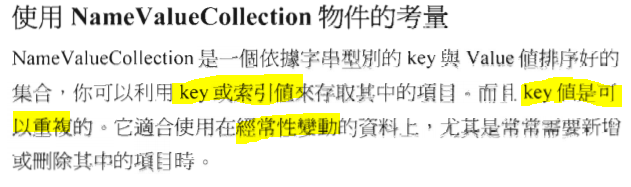 使用 NameValueCollection 物件的考量
NameValueCollection 是一個依據字串型別的 key 與 Value 值排序好的
集合，你可以利用 key 或索引值來存取其中的項目。而且 key 值是可
以重複的。它適合使用在經常性變動的資料上，尤其是常常需要新增
或刪除其中的項目時。